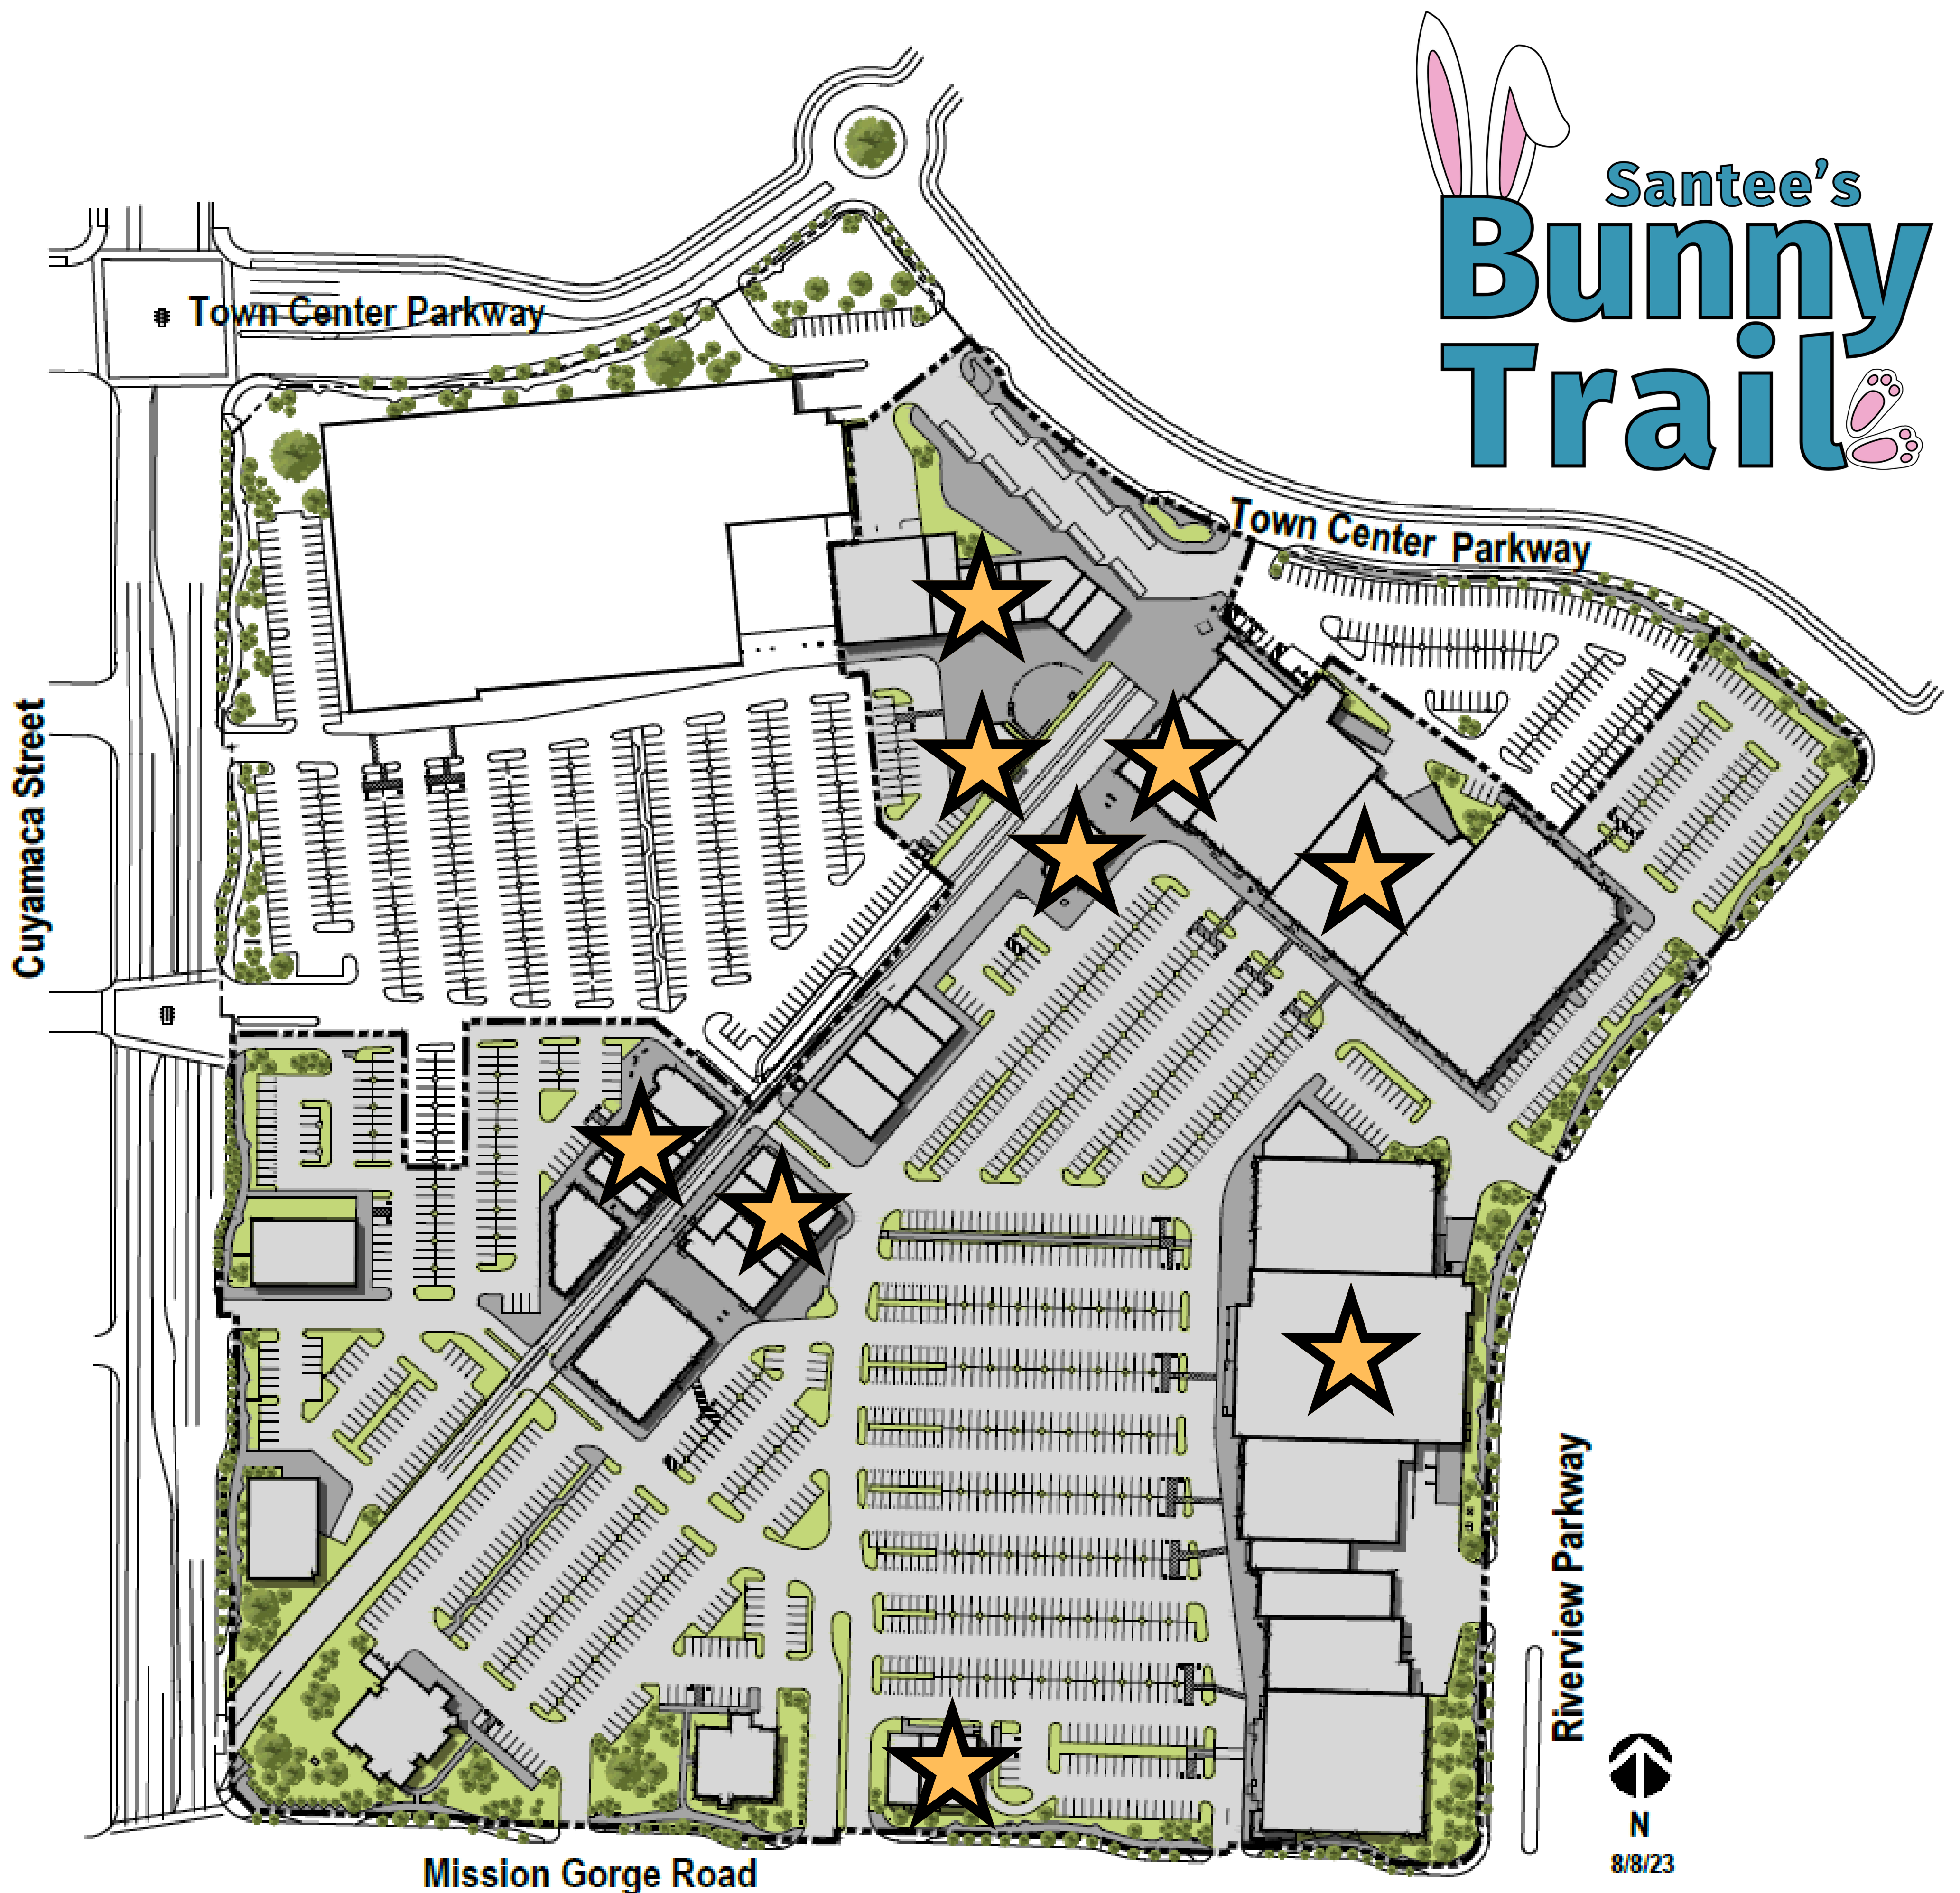 Santee's
Bunny
Trail
Town Center Parkway
Town Center Parkway
Cuyamaca Street
Riverview Parkway
N
8/8/23
Mission Gorge Road